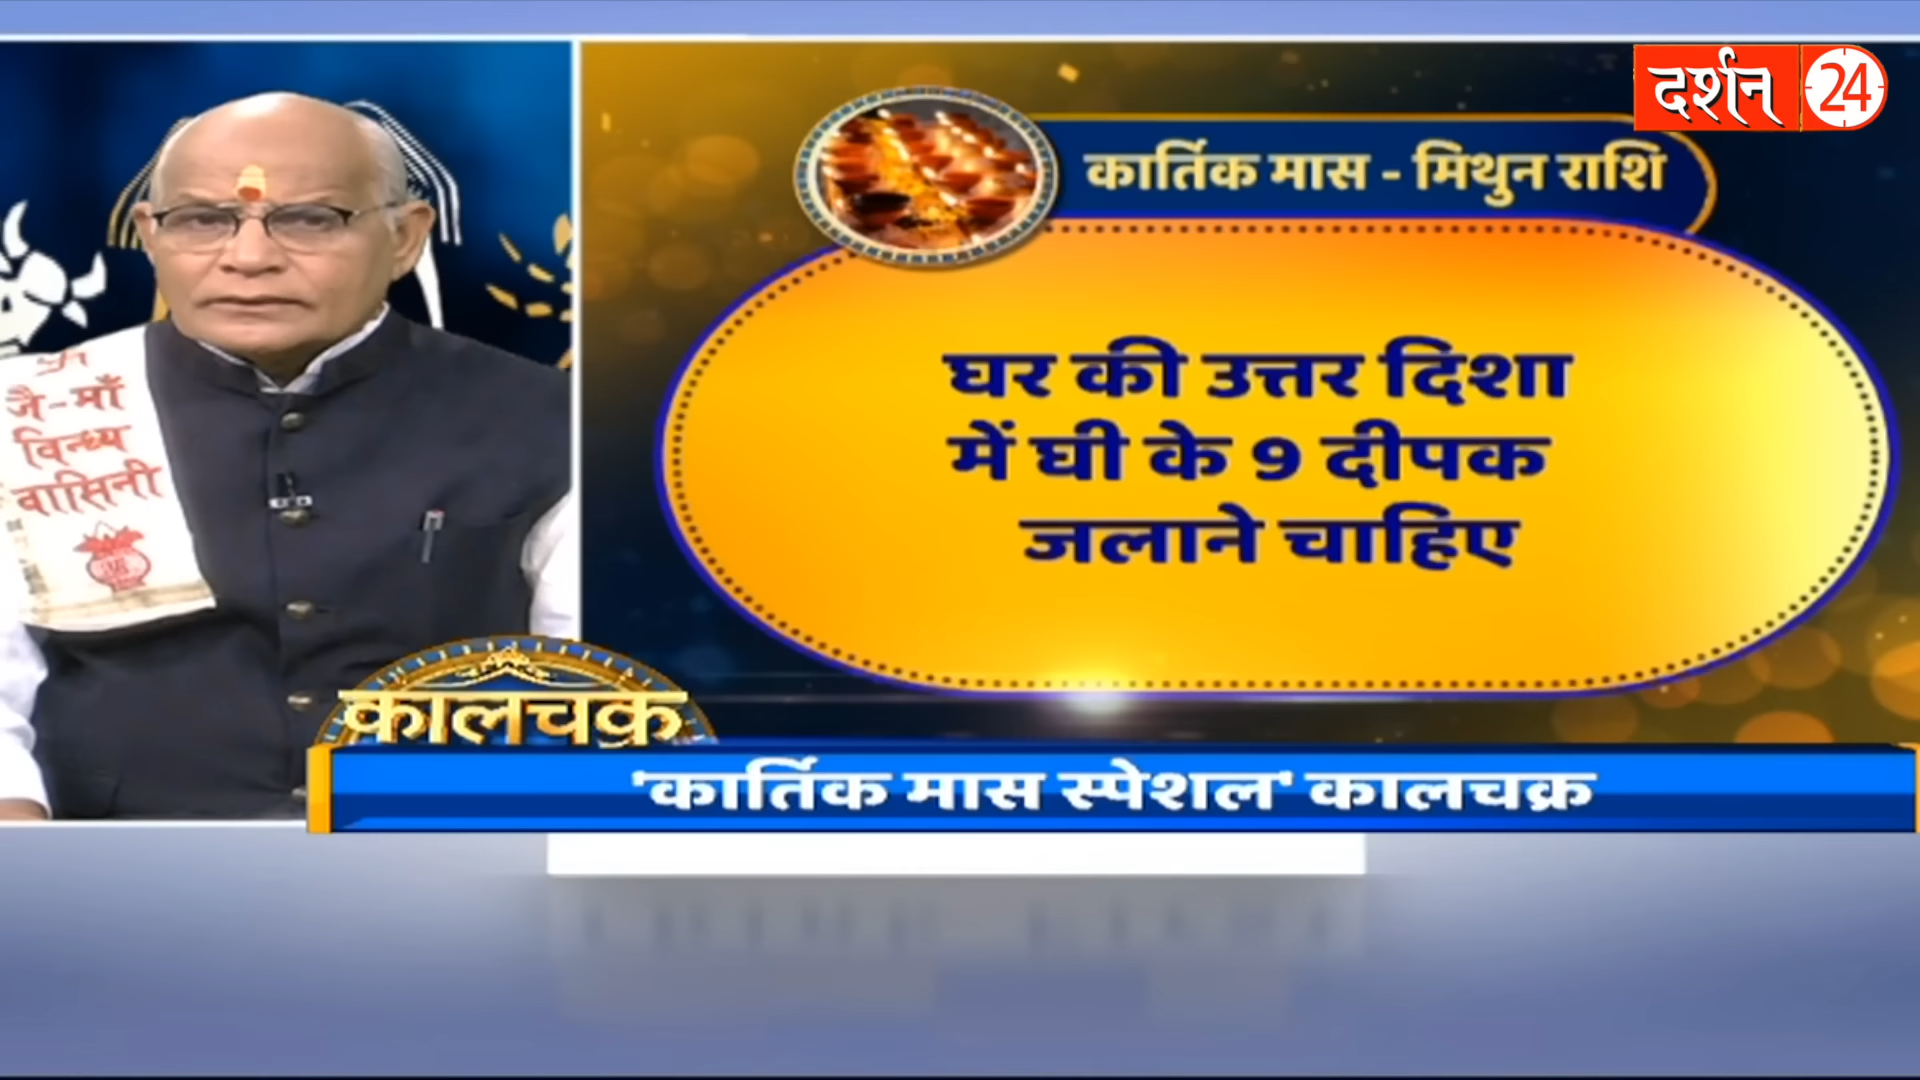 दर्शन 24
कार्तिक मास - मिथुन राशि
घर की उत्तर दिशा
में घी के 9 दीपक
जलाने चाहिए
जै-माँ
विन्ध्य
वासिनी
कालचक्र
'कार्तिक मास स्पेशल' कालचक्र